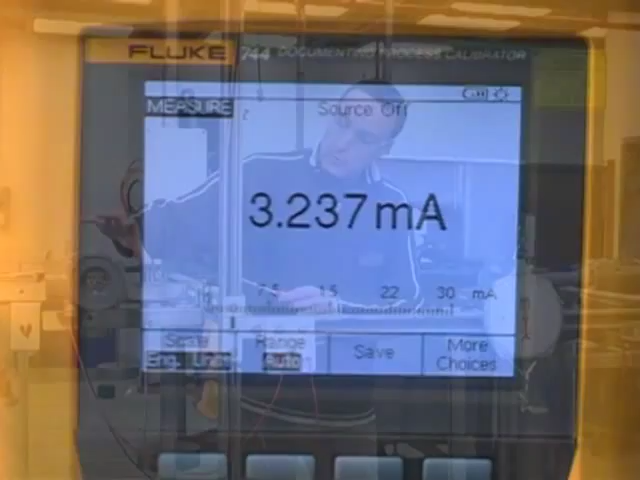 FLUKE 744 DOCUMENTING PROCESS CALIBRATOR
MEASURE Source Off
3.237 mA
7.5 15 22 30 mA
Scale Range Save More
Eng. Units Auto Choices